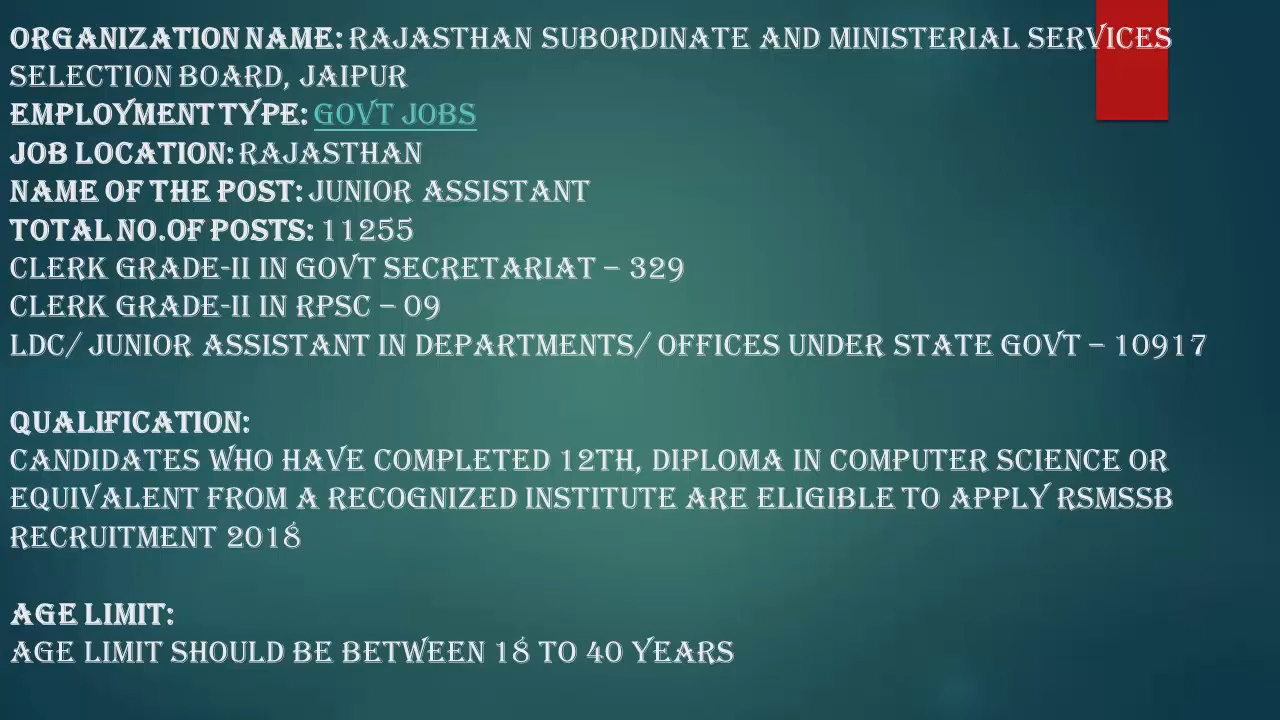 ORGANIZATION NAME: RAJASTHAN SUBORDINATE AND MINISTERIAL SERVICES
SELECTION BOARD, JAIPUR
EMPLOYMENT TYPE: GOVT JOBS
JOB LOCATION: RAJASTHAN
NAME OF THE POST: JUNIOR ASSISTANT
TOTAL NO.OF POSTS: 11255
CLERK GRADE-II IN GOVT SECRETARIAT – 329
CLERK GRADE-II IN RPSC – 09
LDC/ JUNIOR ASSISTANT IN DEPARTMENTS/ OFFICES UNDER STATE GOVT – 10917
QUALIFICATION:
CANDIDATES WHO HAVE COMPLETED 12TH, DIPLOMA IN COMPUTER SCIENCE OR
EQUIVALENT FROM A RECOGNIZED INSTITUTE ARE ELIGIBLE TO APPLY RSMSSB
RECRUITMENT 2018
AGE LIMIT:
AGE LIMIT SHOULD BE BETWEEN 18 TO 40 YEARS